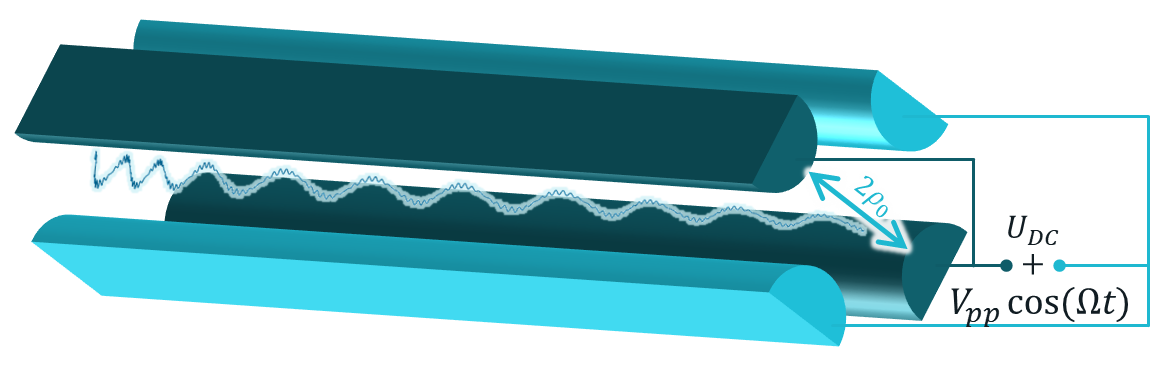 2ρ₀
U_DC
+
V_pp cos(Ωt)